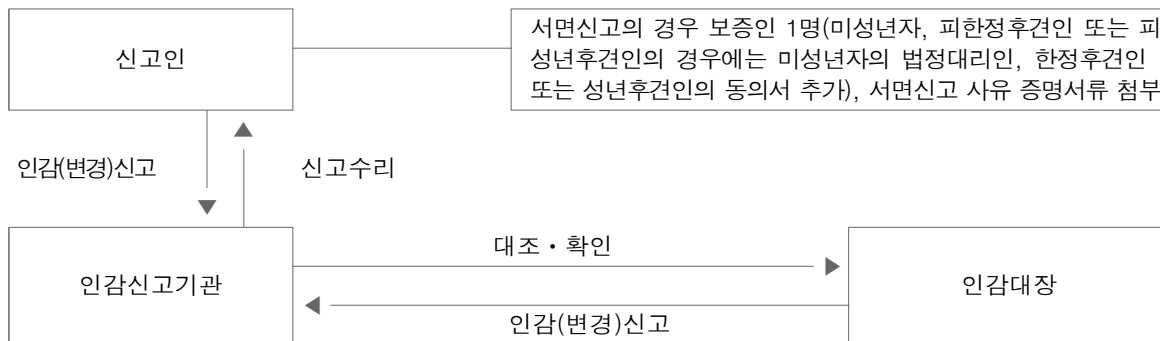 신고인
서면신고의 경우 보증인 1명(미성년자, 피한정후견인 또는 피
성년후견인의 경우에는 미성년자의 법정대리인, 한정후견인
또는 성년후견인의 동의서 추가), 서면신고 사유 증명서류 첨부
인감(변경)신고
신고수리
인감신고기관
대조・확인
인감(변경)신고
인감대장